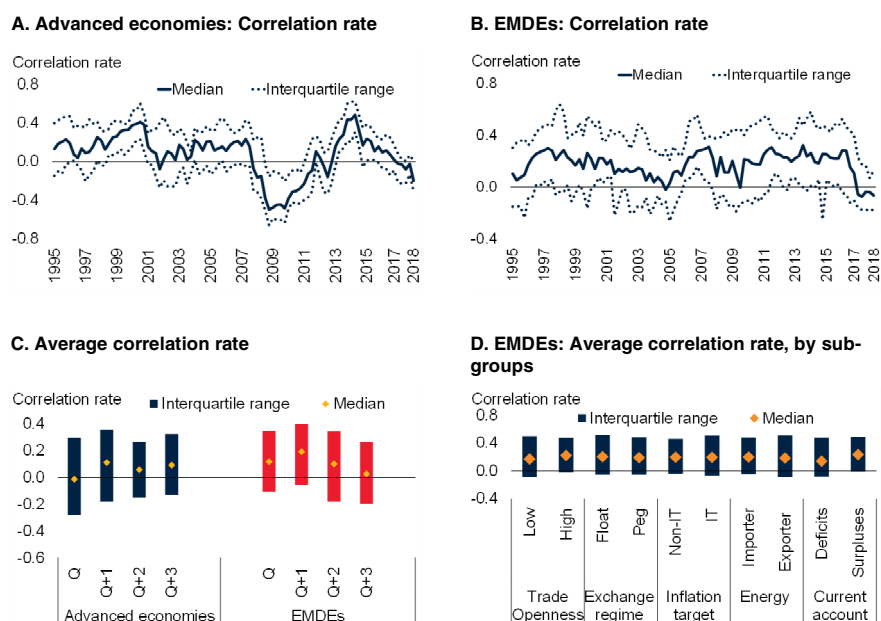 A. Advanced economies: Correlation rate
Correlation rate
Median
Interquartile range
0.8
0.4
0.0
-0.4
-0.8
1995
1997
1999
2001
2003
2005
2007
2009
2011
2013
2015
2017
2018
B. EMDEs: Correlation rate
Correlation rate
Median
Interquartile range
0.8
0.4
0.0
-0.4
1995
1997
1999
2001
2003
2005
2007
2009
2011
2013
2015
2017
2018
C. Average correlation rate
Correlation rate
Interquartile range
Median
0.4
0.2
0.0
-0.2
-0.4
-0.6
Q
Q+1
Q+2
Q+3
Q
Q+1
Q+2
Q+3
Advanced economies
EMDEs
D. EMDEs: Average correlation rate, by sub-
groups
Correlation rate
Interquartile range
Median
0.8
0.4
0.0
-0.4
Low
High
Float
Peg
Non-IT
IT
Importer
Exporter
Deficits
Surpluses
Trade
Openness
Exchange
regime
Inflation
target
Energy
Current
account